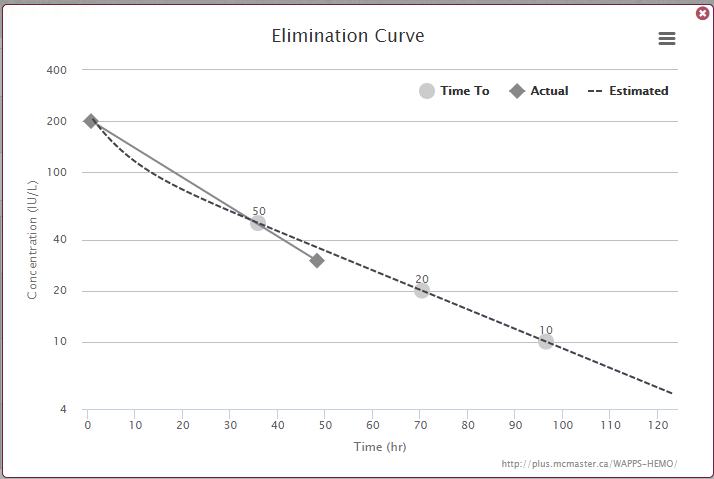 Elimination Curve
Time To Actual Estimated
400
200
100
40
20
10
4
Concentration (IU/L)
50
20
10
0 10 20 30 40 50 60 70 80 90 100 110 120
Time (hr)
http://plus.mcmaster.ca/WAPPS-HEMO/